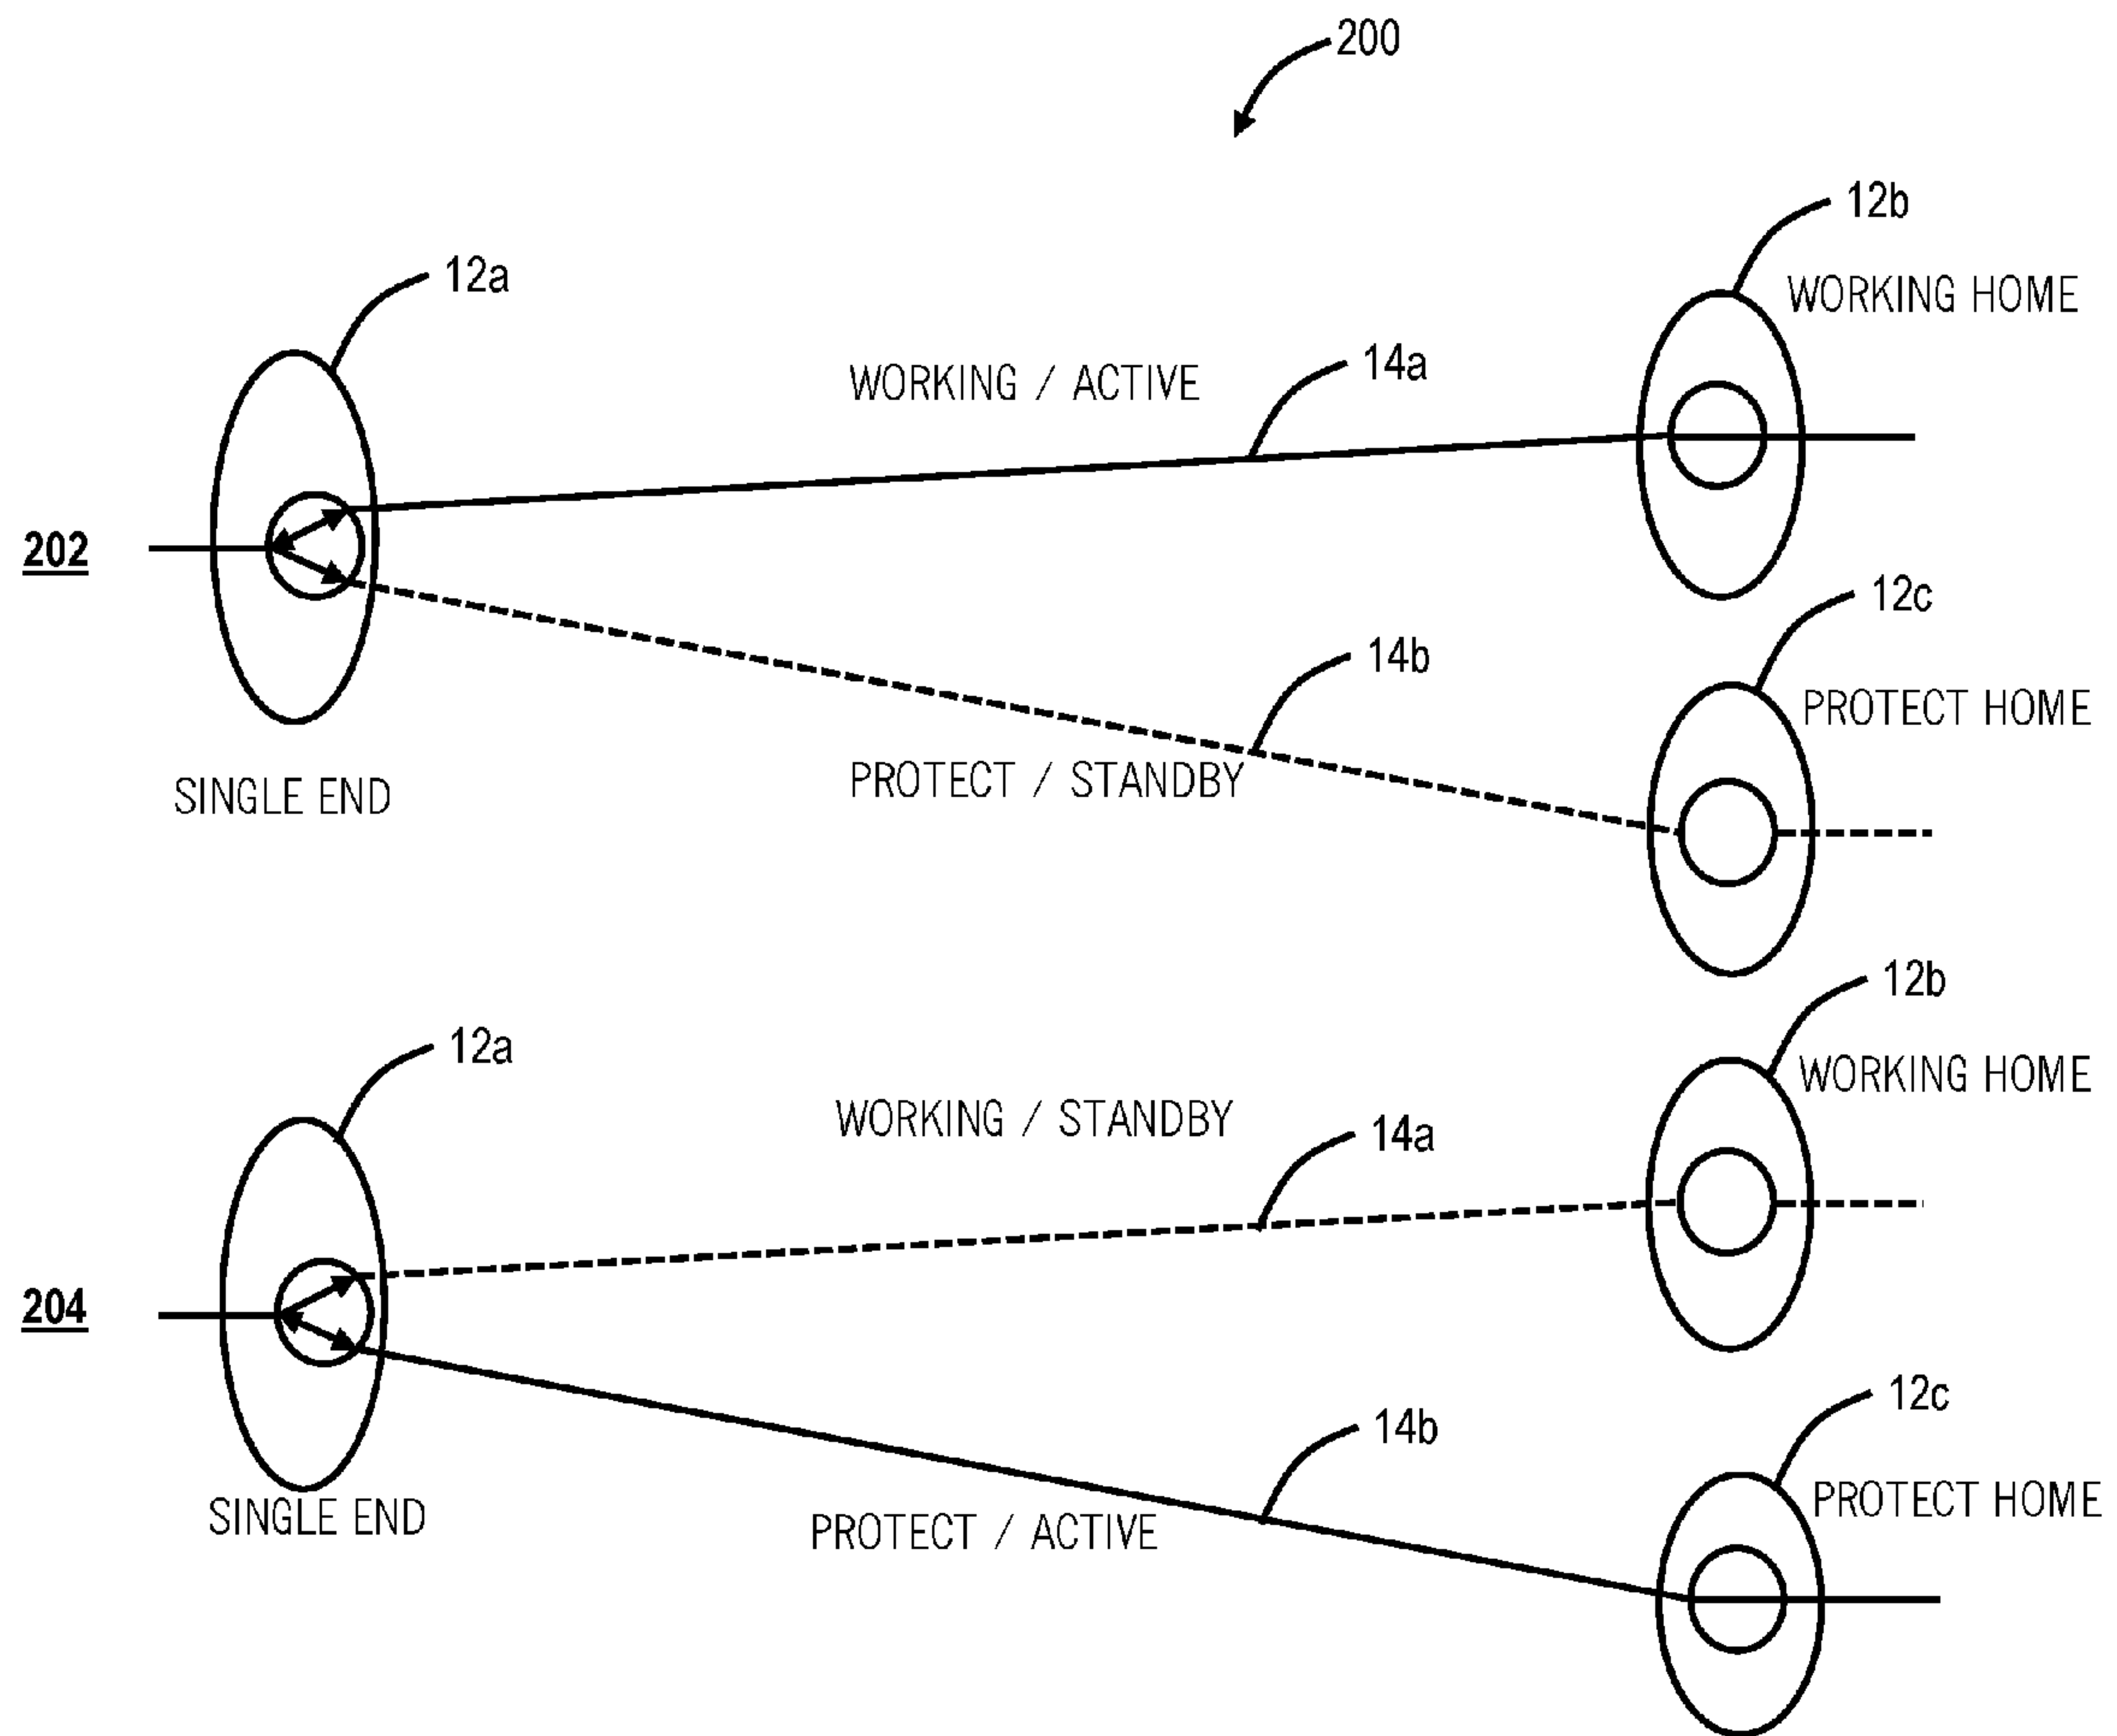 200
12b
WORKING HOME
12a
14a
WORKING / ACTIVE
202
12c
14b
PROTECT HOME
PROTECT / STANDBY
SINGLE END
12b
12a
WORKING HOME
WORKING / STANDBY
14a
204
12c
14b
PROTECT HOME
SINGLE END
PROTECT / ACTIVE